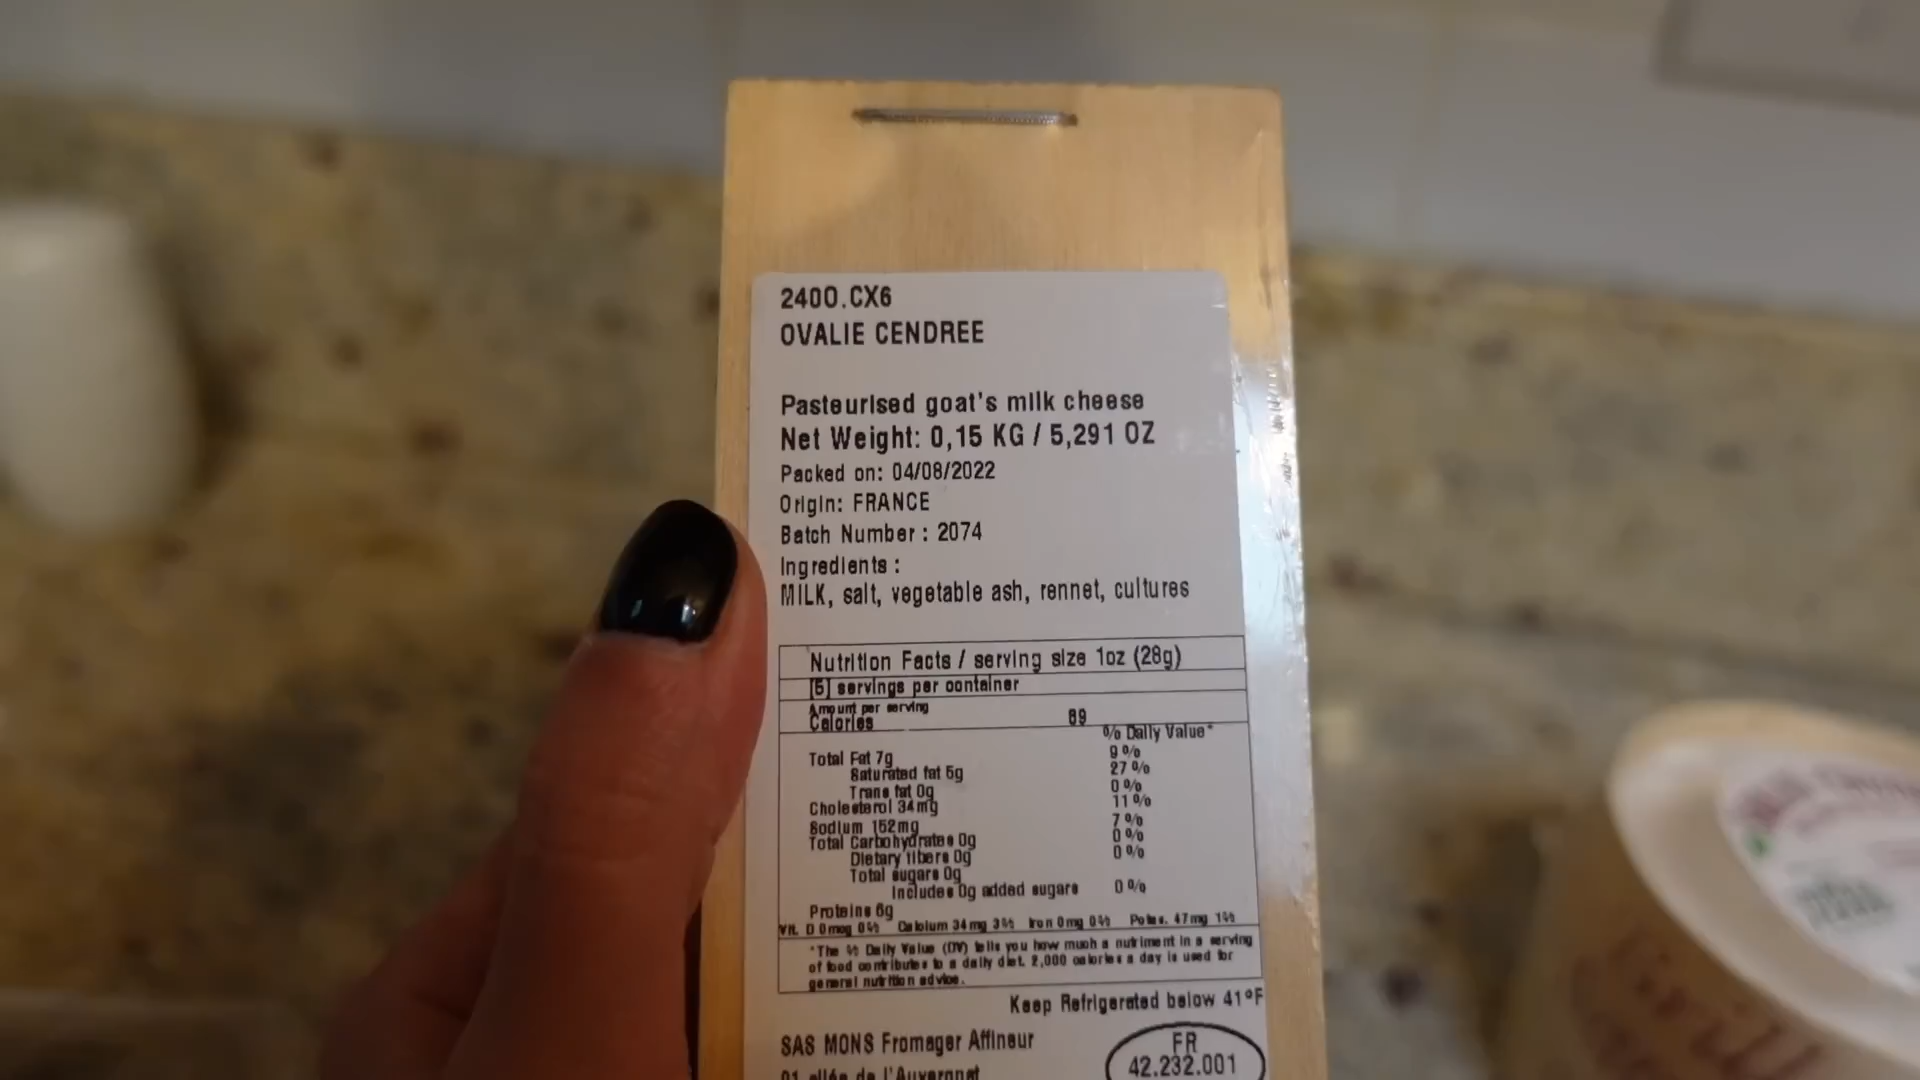 2400.CX6
OVALIE CENDREE
Pasteurised goat's milk cheese
Net Weight: 0,15 KG / 5,291 OZ
Packed on: 04/08/2022
Origin: FRANCE
Batch Number : 2074
Ingredients :
MILK, salt, vegetable ash, rennet, cultures
Nutrition Facts / serving size 1oz (28g)
[5] servings per container
Amount per serving
Calories 89
% Daily Value*
Total Fat 7g 9%
Saturated fat 5g 27%
Trans fat 0g 0%
Cholesterol 34mg 11%
Sodium 152mg 7%
Total Carbohydrates 0g 0%
Dietary fibers 0g 0%
Total sugars 0g
Includes 0g added sugars 0%
Proteins 6g
Vit. D 0mcg 0% Calcium 34mg 3% Iron 0mg 0% Potas. 47mg 1%
*The % Daily Value (DV) tells you how much a nutriment in a serving
of food contributes to a daily diet. 2,000 calories a day is used for
general nutrition advice.
Keep Refrigerated below 41°F
SAS MONS Fromager Affineur
01 allée de l'Auvergnat
FR
42.232.001